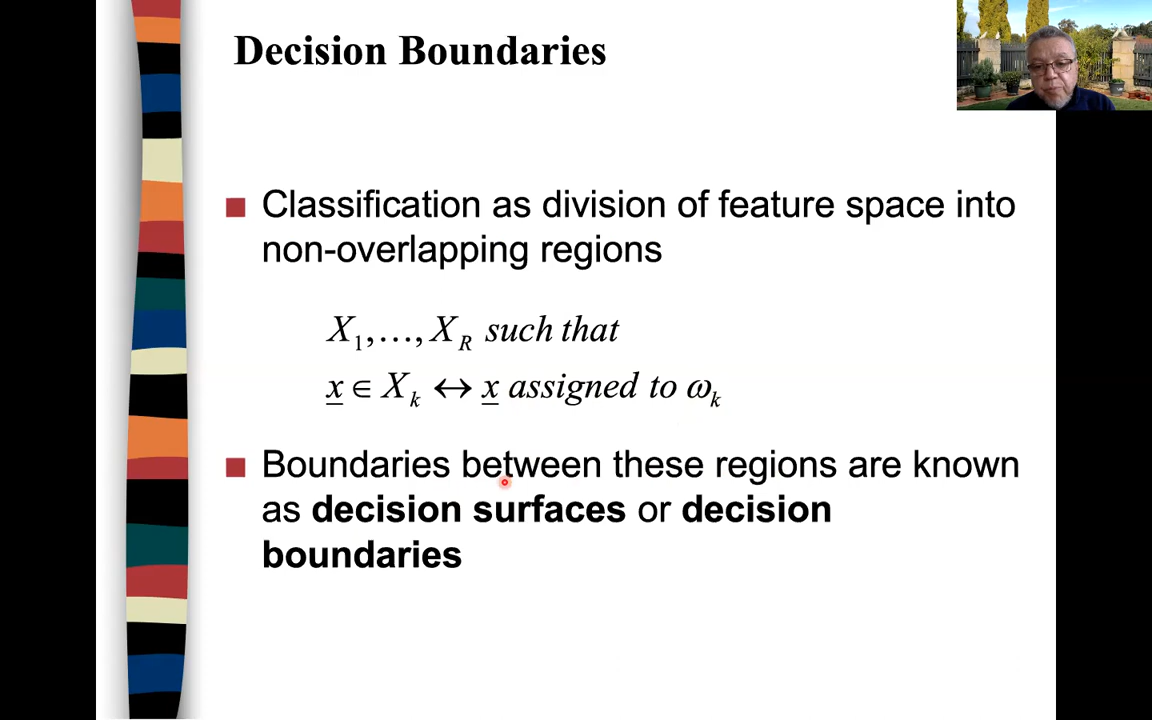 Decision Boundaries
Classification as division of feature space into
non-overlapping regions
X₁,…, X_R such that
x ∈ X_k ↔ x assigned to ω_k
Boundaries between these regions are known
as decision surfaces or decision
boundaries